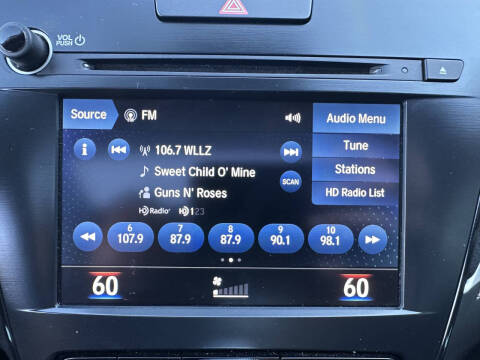 VOL
PUSH
Source
FM
Audio Menu
106.7 WLLZ
Tune
Sweet Child O' Mine
SCAN
Stations
Guns N' Roses
HD Radio List
HD Radio
HD 123
6
107.9
7
87.9
8
87.9
9
90.1
10
98.1
60
60